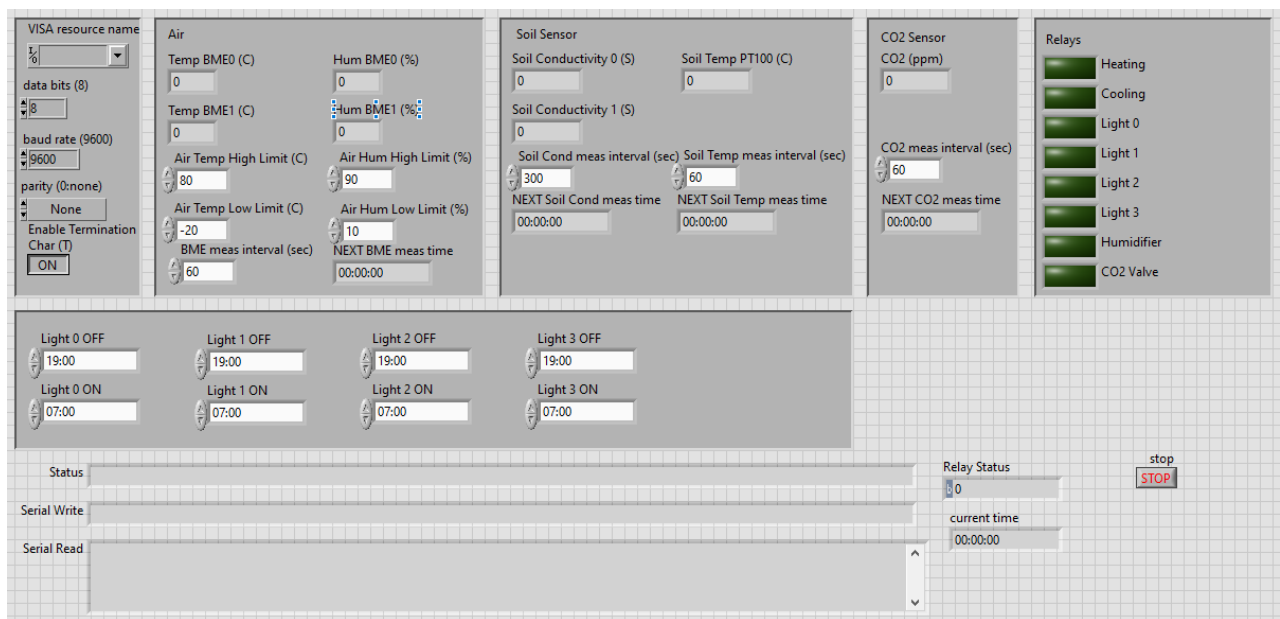 VISA resource name
I/O
data bits (8)
8
baud rate (9600)
9600
parity (0:none)
None
Enable Termination
Char (T)
ON
Air
Temp BME0 (C)
0
Hum BME0 (%)
0
Temp BME1 (C)
0
Hum BME1 (%)
0
Air Temp High Limit (C)
80
Air Hum High Limit (%)
90
Air Temp Low Limit (C)
-20
Air Hum Low Limit (%)
10
BME meas interval (sec)
60
NEXT BME meas time
00:00:00
Soil Sensor
Soil Conductivity 0 (S)
0
Soil Temp PT100 (C)
0
Soil Conductivity 1 (S)
0
Soil Cond meas interval (sec)
300
Soil Temp meas interval (sec)
60
NEXT Soil Cond meas time
00:00:00
NEXT Soil Temp meas time
00:00:00
CO2 Sensor
CO2 (ppm)
0
CO2 meas interval (sec)
60
NEXT CO2 meas time
00:00:00
Relays
Heating
Cooling
Light 0
Light 1
Light 2
Light 3
Humidifier
CO2 Valve
Light 0 OFF
19:00
Light 1 OFF
19:00
Light 2 OFF
19:00
Light 3 OFF
19:00
Light 0 ON
07:00
Light 1 ON
07:00
Light 2 ON
07:00
Light 3 ON
07:00
Status
Serial Write
Serial Read
Relay Status
b 0
current time
00:00:00
stop
STOP